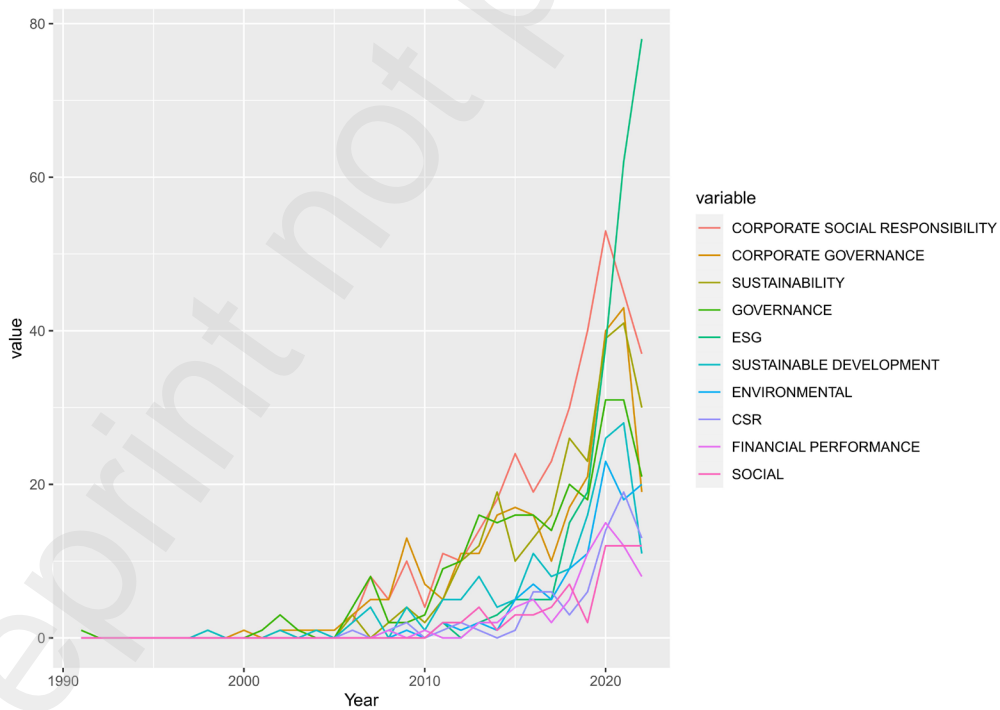 80
60
40
20
0
value
1990
2000
2010
2020
Year
variable
CORPORATE SOCIAL RESPONSIBILITY
CORPORATE GOVERNANCE
SUSTAINABILITY
GOVERNANCE
ESG
SUSTAINABLE DEVELOPMENT
ENVIRONMENTAL
CSR
FINANCIAL PERFORMANCE
SOCIAL
eprint not p